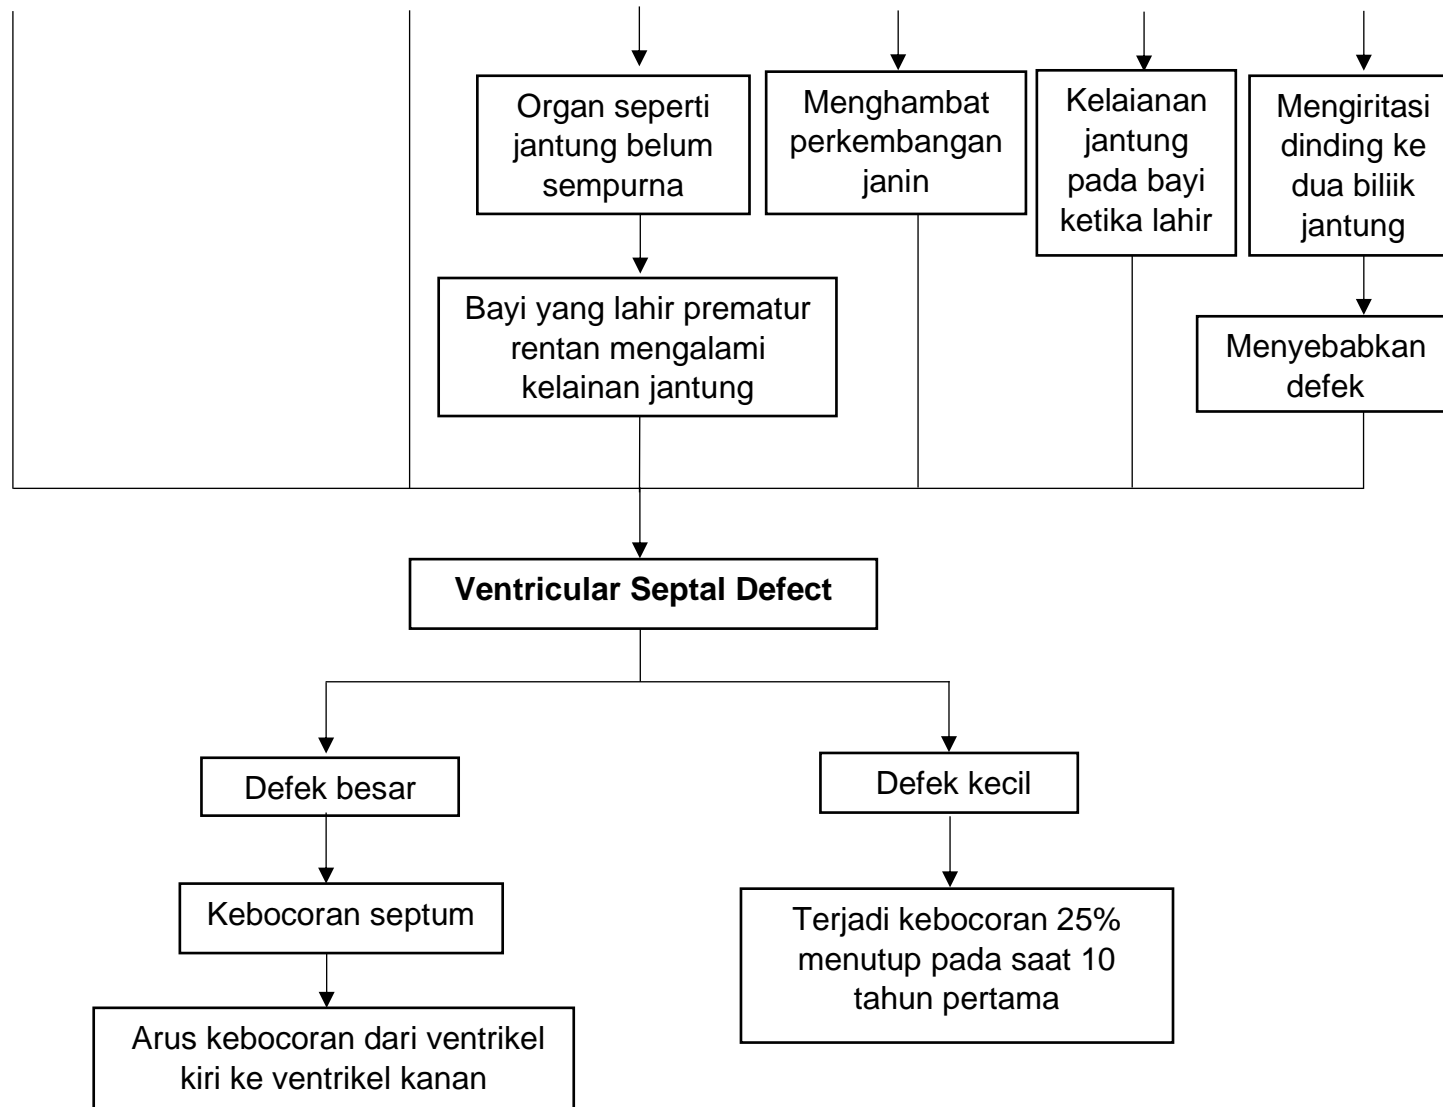 Organ seperti
jantung belum
sempurna
Menghambat
perkembangan
janin
Kelaianan
jantung
pada bayi
ketika lahir
Mengiritasi
dinding ke
dua biliik
jantung
Bayi yang lahir prematur
rentan mengalami
kelainan jantung
Menyebabkan
defek
Ventricular Septal Defect
Defek besar
Defek kecil
Kebocoran septum
Terjadi kebocoran 25%
menutup pada saat 10
tahun pertama
Arus kebocoran dari ventrikel
kiri ke ventrikel kanan